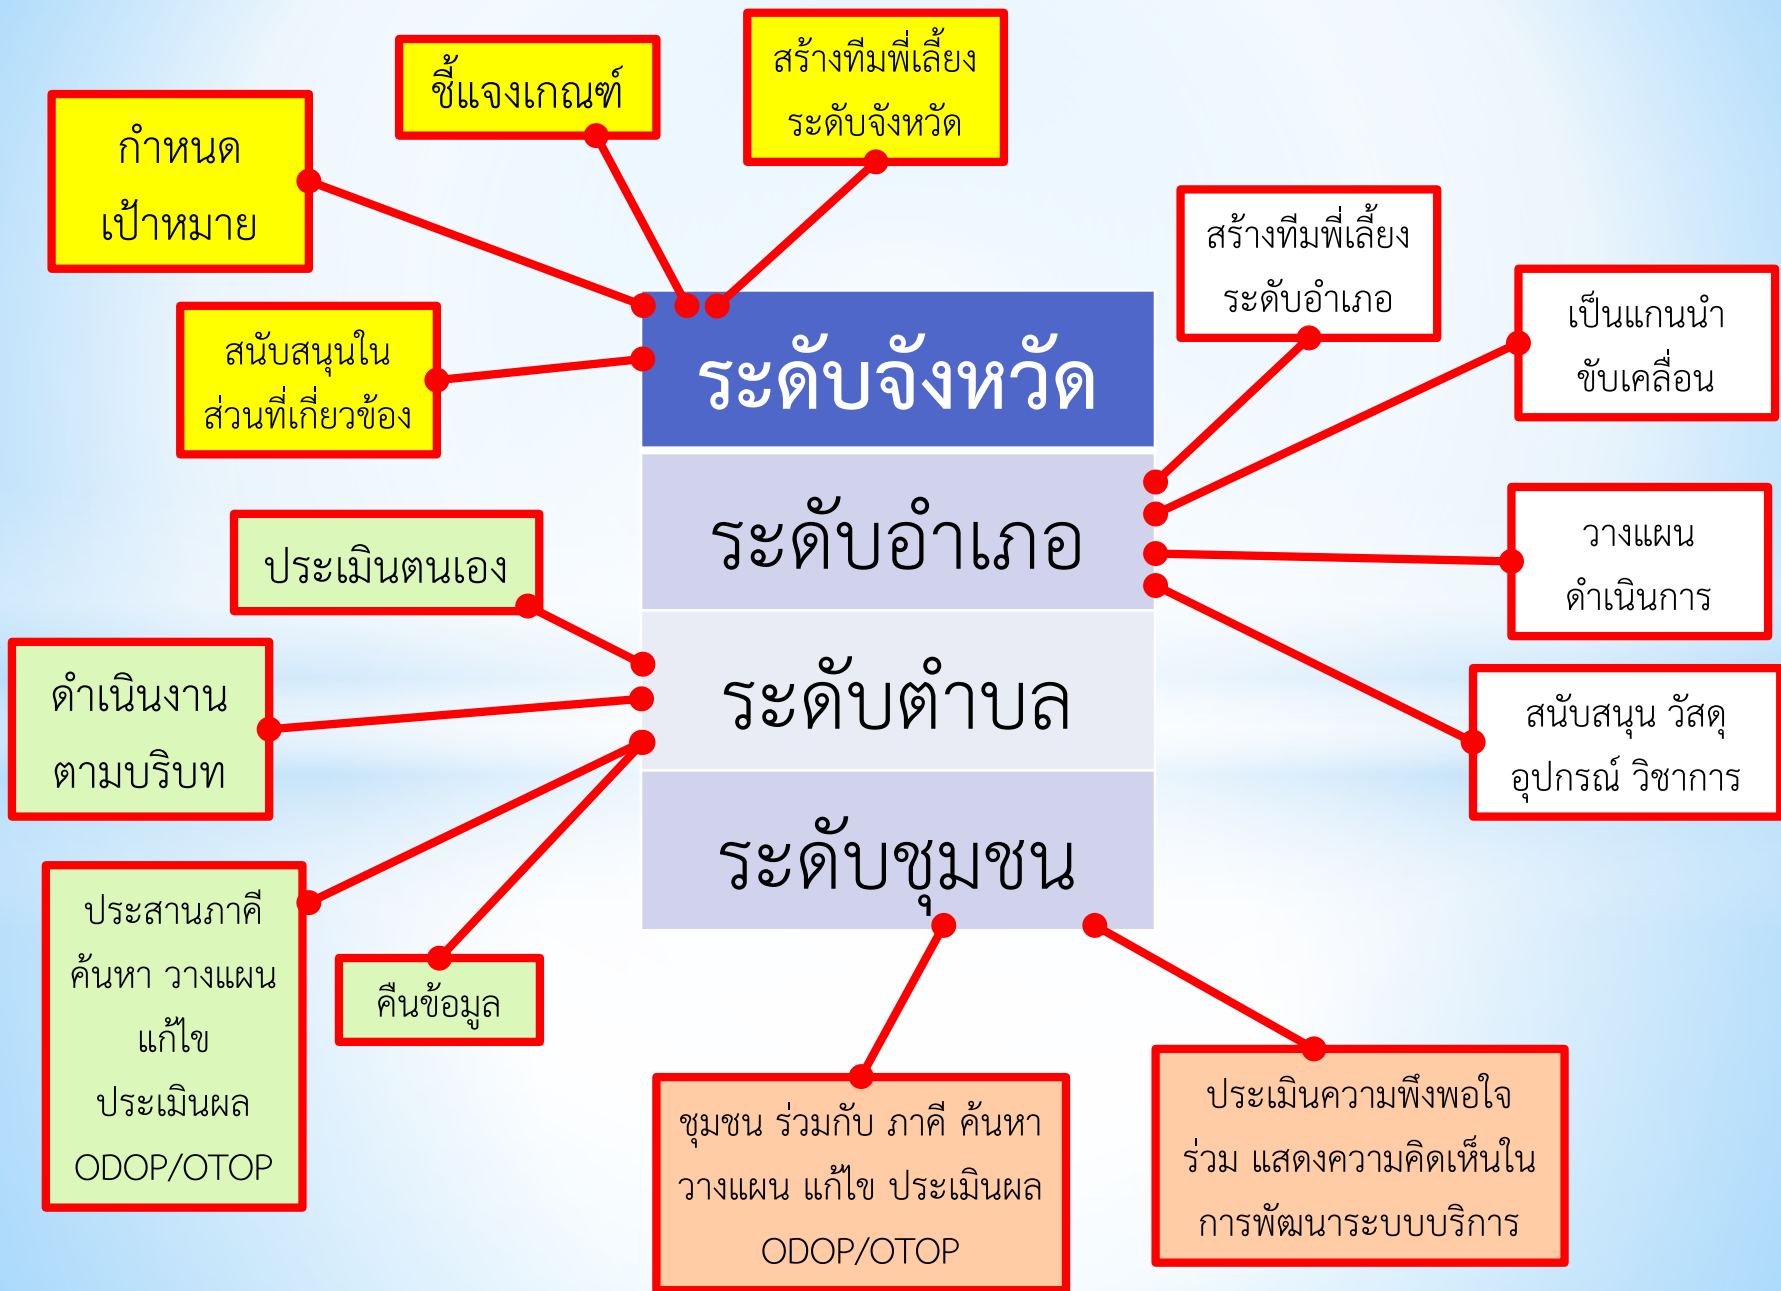 สร้างทีมพี่เลี้ยง
ระดับจังหวัด
ชี้แจงเกณฑ์
กำหนด
เป้าหมาย
สนับสนุนใน
ส่วนที่เกี่ยวข้อง
สร้างทีมพี่เลี้ยง
ระดับอำเภอ
เป็นแกนนำ
ขับเคลื่อน
วางแผน
ดำเนินการ
สนับสนุน วัสดุ
อุปกรณ์ วิชาการ
ระดับจังหวัด
ระดับอำเภอ
ระดับตำบล
ระดับชุมชน
ประเมินตนเอง
ดำเนินงาน
ตามบริบท
ประสานภาคี
ค้นหา วางแผน
แก้ไข
ประเมินผล
ODOP/OTOP
คืนข้อมูล
ชุมชน ร่วมกับ ภาคี ค้นหา
วางแผน แก้ไข ประเมินผล
ODOP/OTOP
ประเมินความพึงพอใจ
ร่วม แสดงความคิดเห็นใน
การพัฒนาระบบบริการ